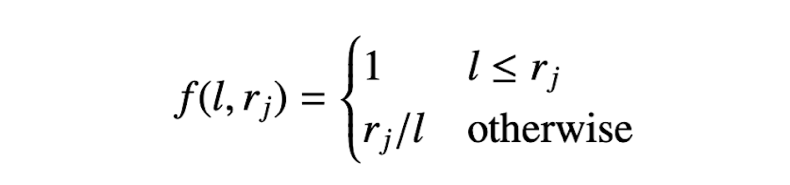 f(l, r_j) = { 1 l ≤ r_j
r_j/l otherwise